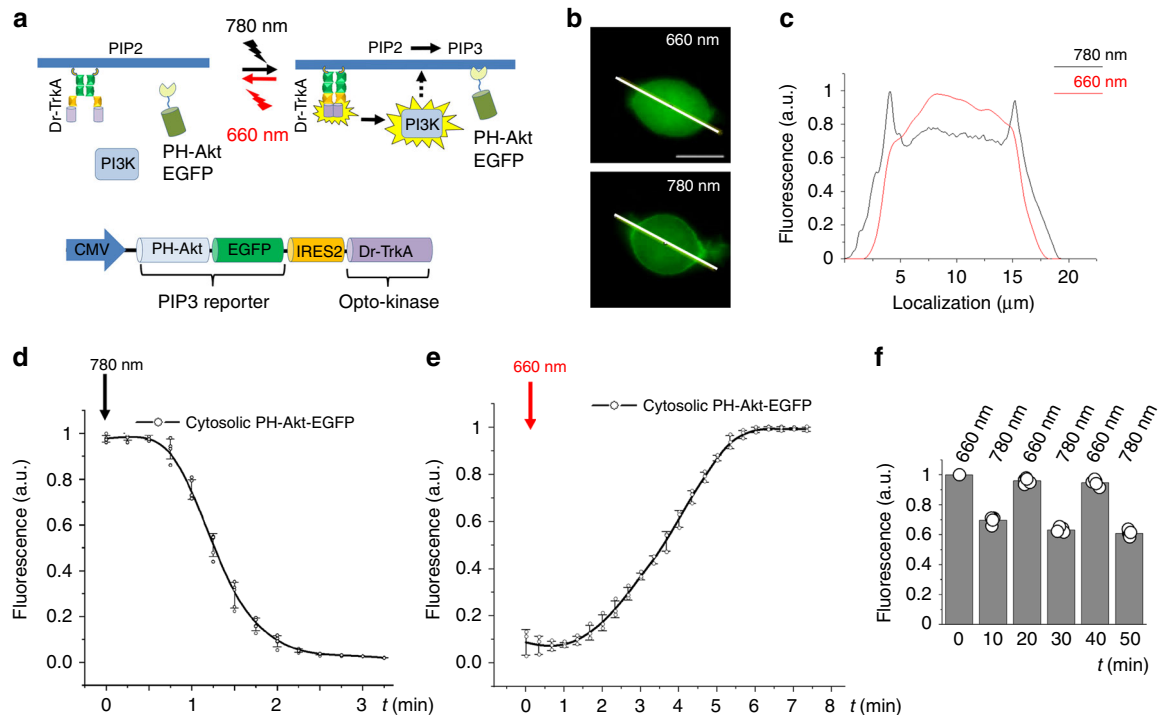 a
780 nm
PIP2
PIP2
PIP3
Dr-TrkA
Dr-TrkA
660 nm
PI3K
PI3K
PH-Akt
EGFP
PH-Akt
EGFP
CMV
PH-Akt
EGFP
IRES2
Dr-TrkA
PIP3 reporter
Opto-kinase
b
660 nm
780 nm
c
780 nm
660 nm
Fluorescence (a.u.)
1
0.8
0.6
0.4
0.2
0
5
10
15
20
Localization (μm)
d
780 nm
Cytosolic PH-Akt-EGFP
Fluorescence (a.u.)
1
0.8
0.6
0.4
0.2
0.0
0
1
2
3
t (min)
e
660 nm
Cytosolic PH-Akt-EGFP
Fluorescence (a.u.)
1
0.8
0.6
0.4
0.2
0.0
0
1
2
3
4
5
6
7
8
t (min)
f
660 nm
780 nm
660 nm
780 nm
660 nm
780 nm
Fluorescence (a.u.)
1
0.8
0.6
0.4
0.2
0
0
10
20
30
40
50
t (min)